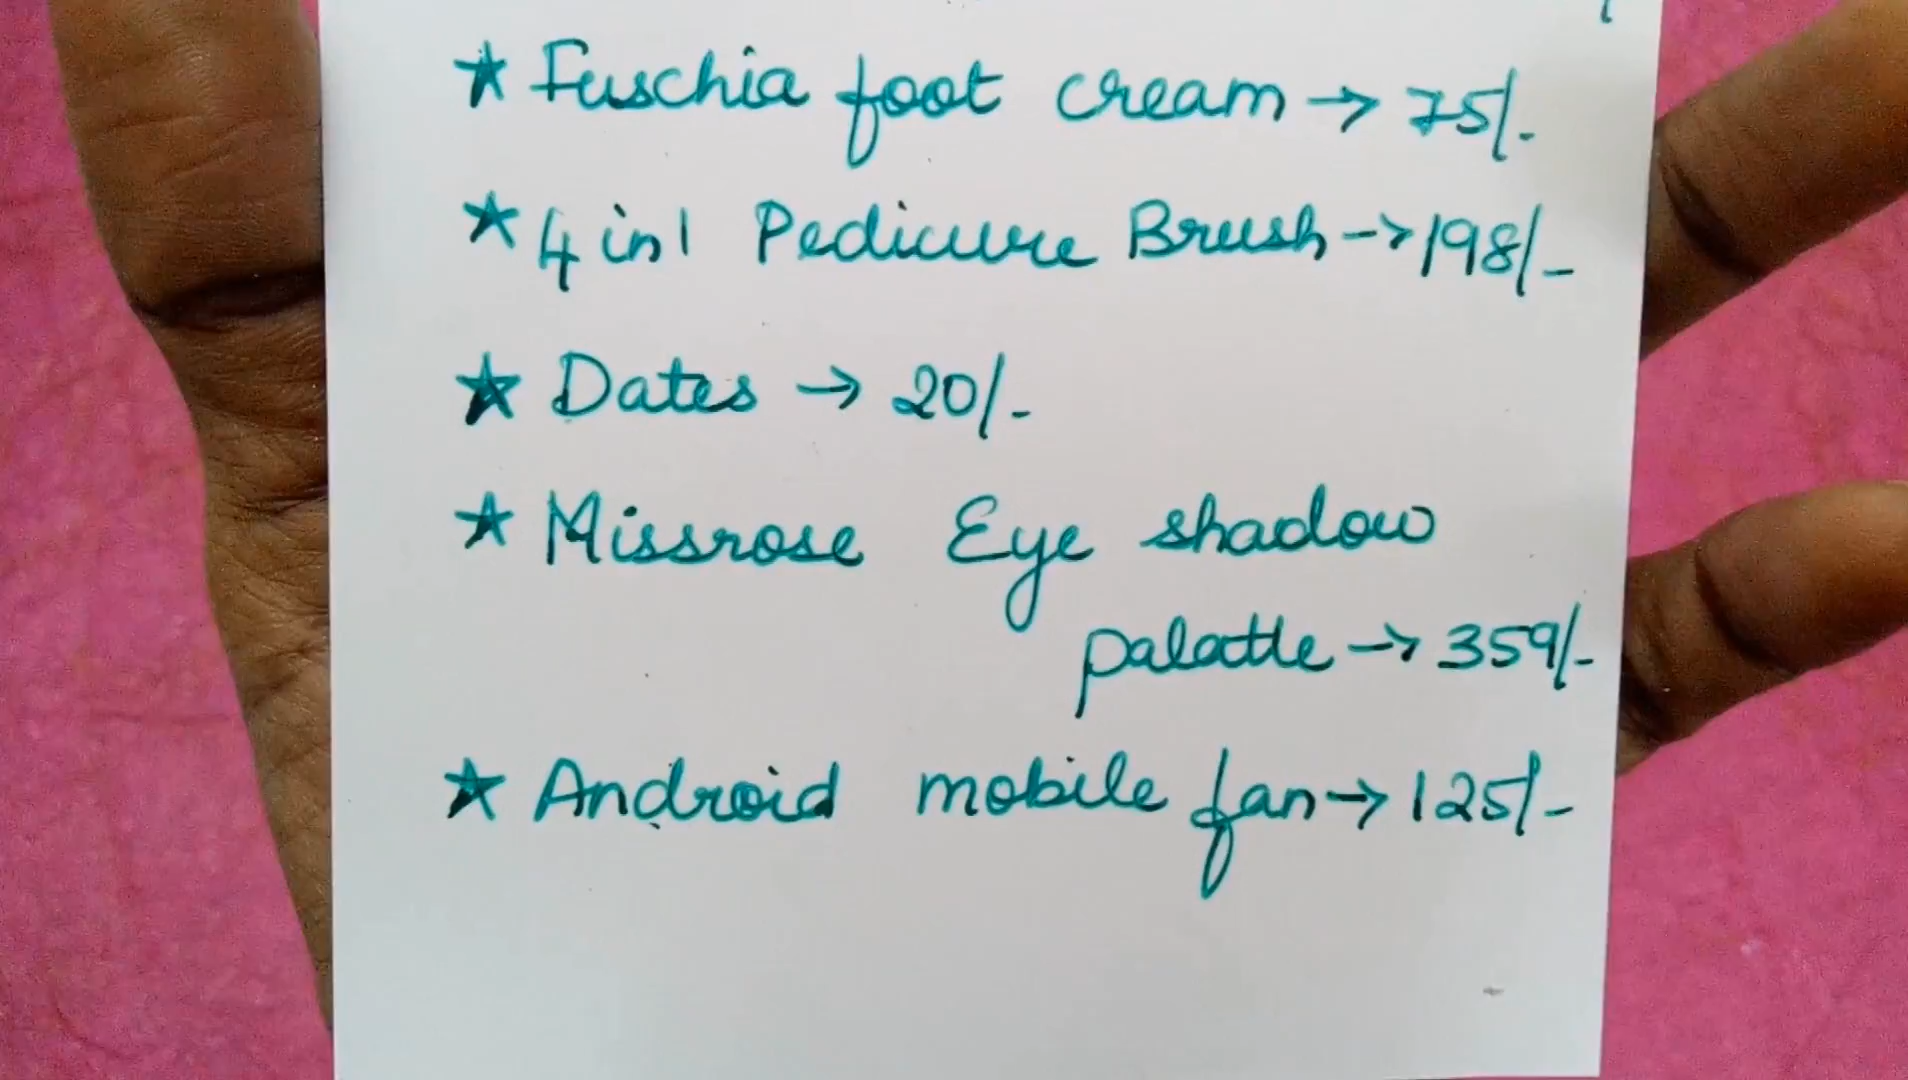 ★ Fuschia foot cream → 75/-
★ 4 in 1 Pedicure Brush → 198/-
★ Dates → 20/-
★ Missrose Eye shadow
palatte → 359/-
★ Android mobile fan → 125/-